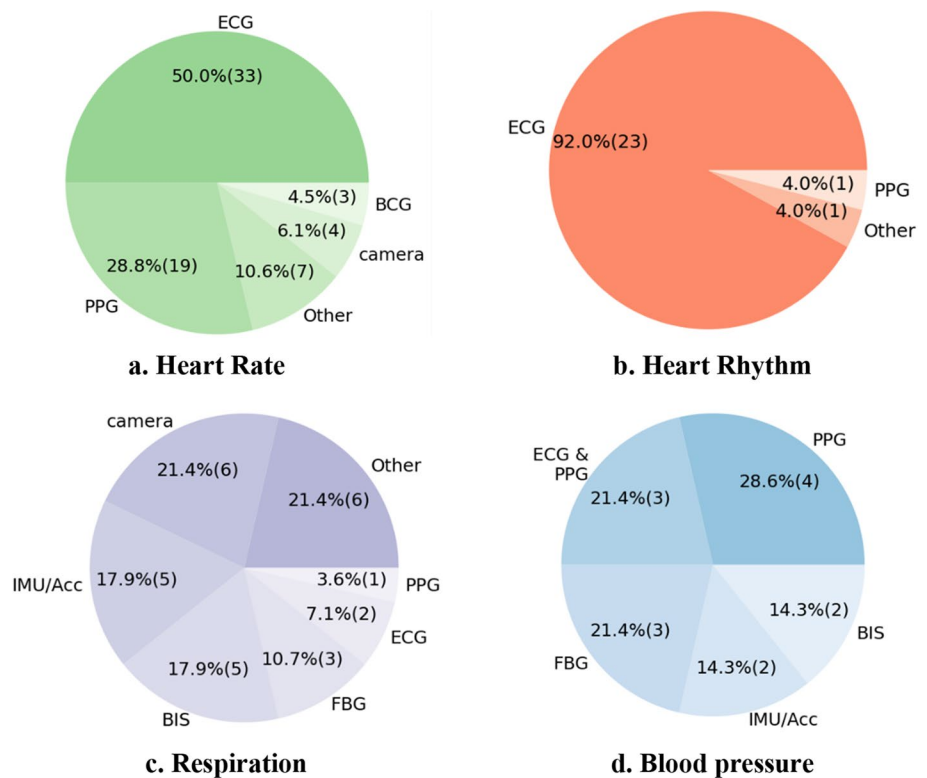 ECG
50.0%(33)
4.5%(3)
BCG
6.1%(4)
camera
10.6%(7)
Other
28.8%(19)
PPG
a. Heart Rate
ECG
92.0%(23)
4.0%(1)
PPG
4.0%(1)
Other
b. Heart Rhythm
camera
21.4%(6)
Other
21.4%(6)
IMU/Acc
17.9%(5)
3.6%(1)
PPG
7.1%(2)
ECG
10.7%(3)
FBG
17.9%(5)
BIS
c. Respiration
PPG
28.6%(4)
ECG &
PPG
21.4%(3)
FBG
21.4%(3)
14.3%(2)
BIS
14.3%(2)
IMU/Acc
d. Blood pressure